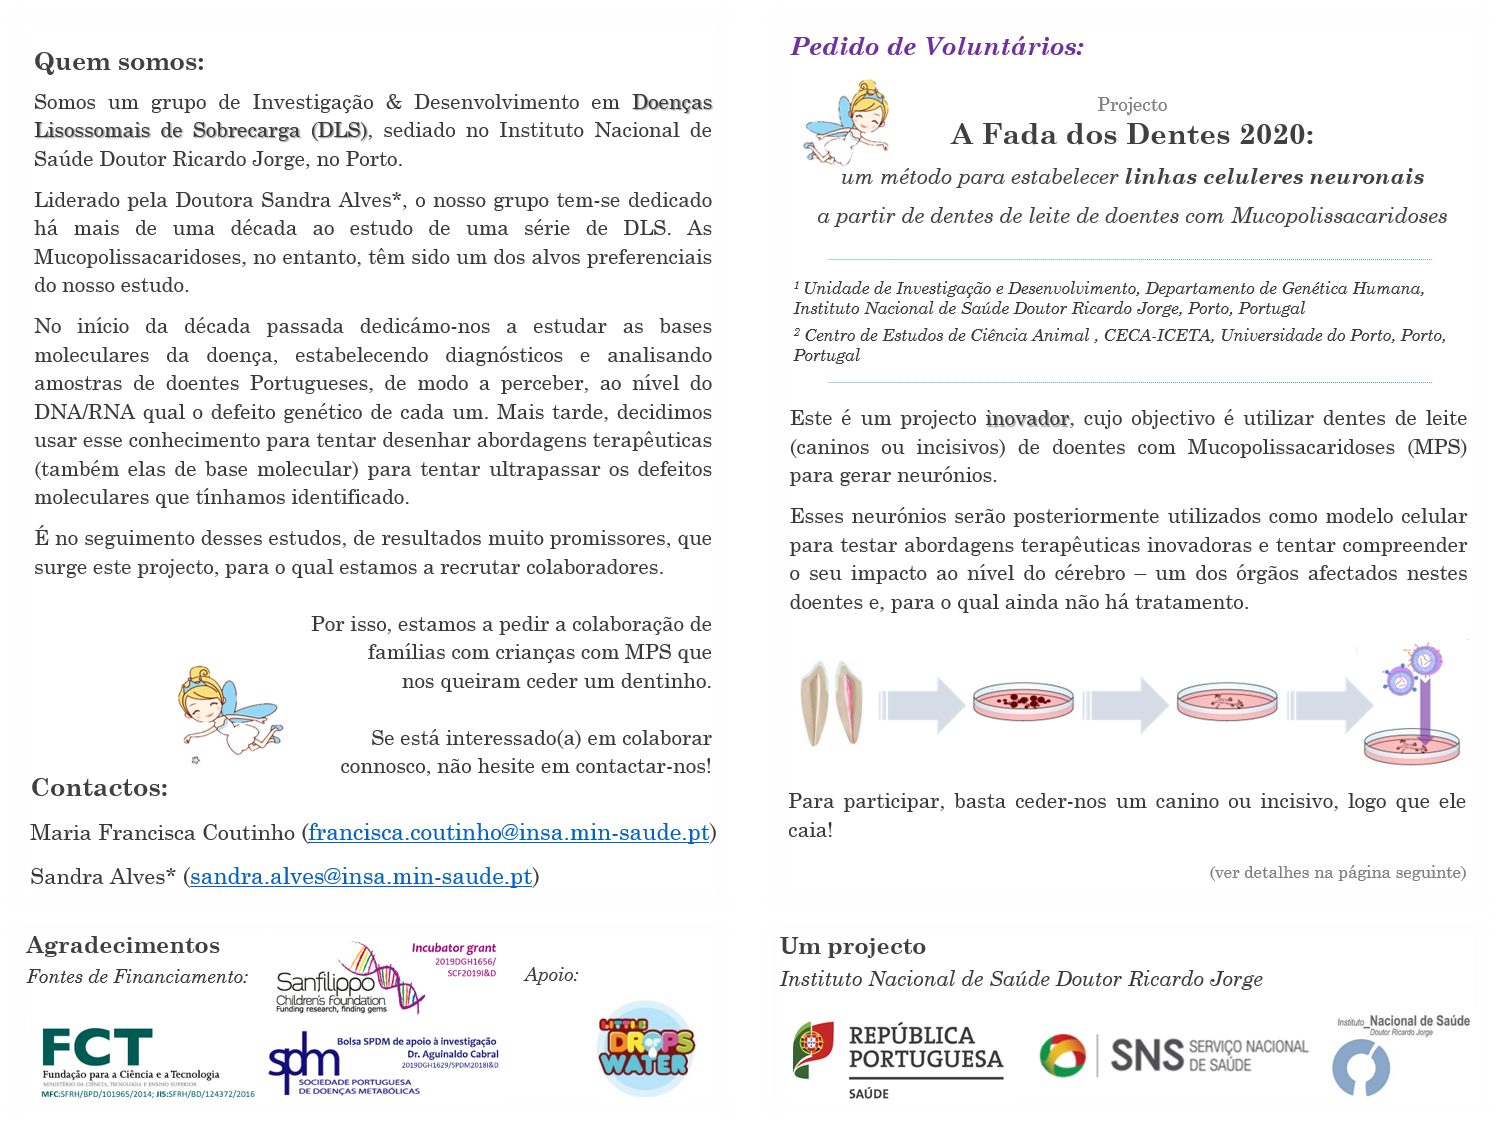 Quem somos:
Somos um grupo de Investigação & Desenvolvimento em Doenças
Lisossomais de Sobrecarga (DLS), sediado no Instituto Nacional de
Saúde Doutor Ricardo Jorge, no Porto.
Liderado pela Doutora Sandra Alves*, o nosso grupo tem-se dedicado
há mais de uma década ao estudo de uma série de DLS. As
Mucopolissacaridoses, no entanto, têm sido um dos alvos preferenciais
do nosso estudo.
No início da década passada dedicámo-nos a estudar as bases
moleculares da doença, estabelecendo diagnósticos e analisando
amostras de doentes Portugueses, de modo a perceber, ao nível do
DNA/RNA qual o defeito genético de cada um. Mais tarde, decidimos
usar esse conhecimento para tentar desenhar abordagens terapêuticas
(também elas de base molecular) para tentar ultrapassar os defeitos
moleculares que tínhamos identificado.
É no seguimento desses estudos, de resultados muito promissores, que
surge este projecto, para o qual estamos a recrutar colaboradores.
Por isso, estamos a pedir a colaboração de
famílias com crianças com MPS que
nos queiram ceder um dentinho.
Se está interessado(a) em colaborar
connosco, não hesite em contactar-nos!
Contactos:
Maria Francisca Coutinho (francisca.coutinho@insa.min-saude.pt)
Sandra Alves* (sandra.alves@insa.min-saude.pt)
Agradecimentos
Fontes de Financiamento:
Sanfilippo
Children's Foundation
Funding research, finding gems
Incubator grant
2019DGH1656/
SCF2019I&D
Apoio:
LITTLE
DROPS
WATER
FCT
Fundação para a Ciência e a Tecnologia
MINISTÉRIO DA CIÊNCIA, TECNOLOGIA E ENSINO SUPERIOR
MFC:SFRH/BPD/101965/2014; JIS:SFRH/BD/124372/2016
spdm
Bolsa SPDM de apoio à investigação
Dr. Aguinaldo Cabral
2019DGH1629/SPDM2018I&D
SOCIEDADE PORTUGUESA
DE DOENÇAS METABÓLICAS
Pedido de Voluntários:
Projecto
A Fada dos Dentes 2020:
um método para estabelecer linhas celuleres neuronais
a partir de dentes de leite de doentes com Mucopolissacaridoses
1 Unidade de Investigação e Desenvolvimento, Departamento de Genética Humana,
Instituto Nacional de Saúde Doutor Ricardo Jorge, Porto, Portugal
2 Centro de Estudos de Ciência Animal , CECA-ICETA, Universidade do Porto, Porto,
Portugal
Este é um projecto inovador, cujo objectivo é utilizar dentes de leite
(caninos ou incisivos) de doentes com Mucopolissacaridoses (MPS)
para gerar neurónios.
Esses neurónios serão posteriormente utilizados como modelo celular
para testar abordagens terapêuticas inovadoras e tentar compreender
o seu impacto ao nível do cérebro – um dos órgãos afectados nestes
doentes e, para o qual ainda não há tratamento.
Para participar, basta ceder-nos um canino ou incisivo, logo que ele
caia!
(ver detalhes na página seguinte)
Um projecto
Instituto Nacional de Saúde Doutor Ricardo Jorge
REPÚBLICA
PORTUGUESA
SAÚDE
SNS SERVIÇO NACIONAL
DE SAÚDE
Instituto_Nacional de Saúde
Doutor Ricardo Jorge